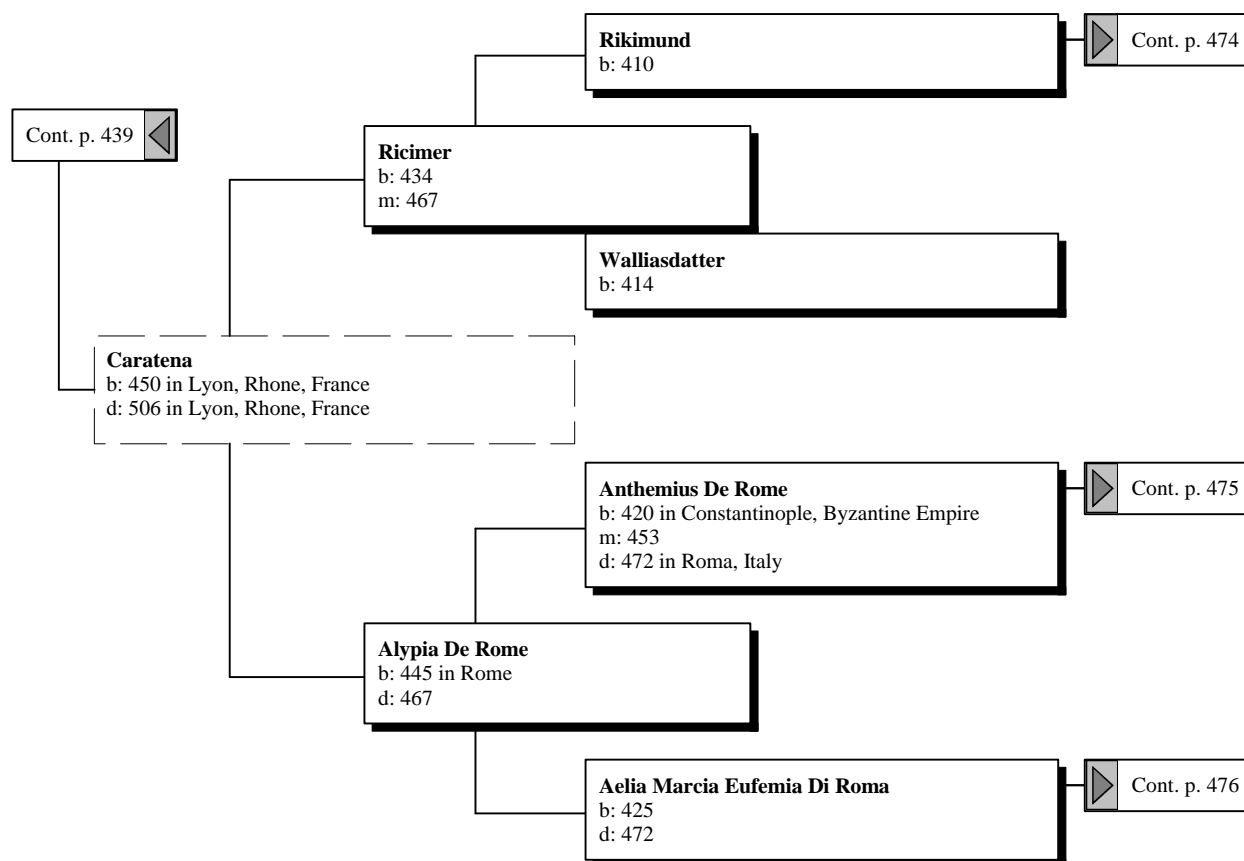 Rikimund
b: 410
Cont. p. 474
Cont. p. 439
Ricimer
b: 434
m: 467
Walliasdatter
b: 414
Caratena
b: 450 in Lyon, Rhone, France
d: 506 in Lyon, Rhone, France
Anthemius De Rome
b: 420 in Constantinople, Byzantine Empire
m: 453
d: 472 in Roma, Italy
Cont. p. 475
Alypia De Rome
b: 445 in Rome
d: 467
Aelia Marcia Eufemia Di Roma
b: 425
d: 472
Cont. p. 476